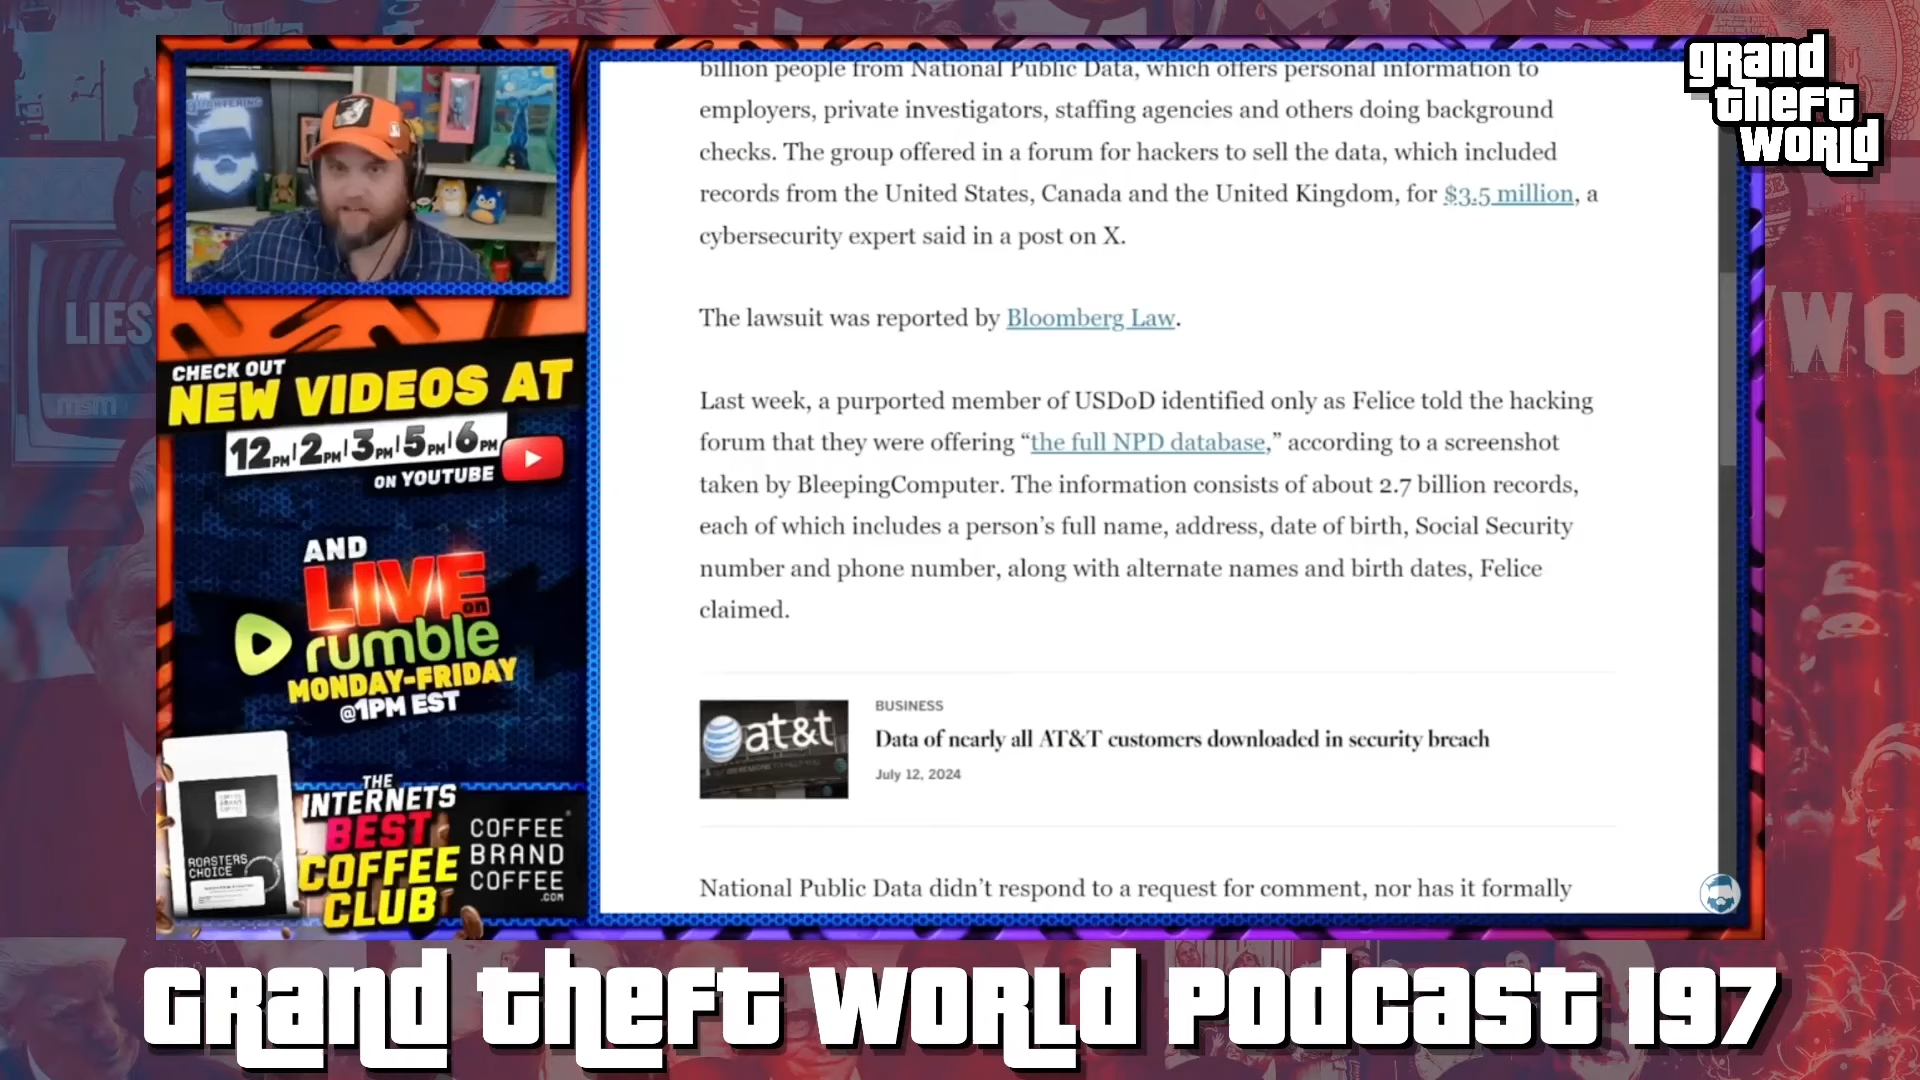 grand
theft
world
LIES
msm
WO
THE
QUARTERING
CHECK OUT
NEW VIDEOS AT
12PM|2PM|3PM|5PM|6PM
ON YOUTUBE
AND
LIVE
on
rumble
MONDAY-FRIDAY
@1PM EST
ROASTERS
CHOICE
THE
INTERNETS
BEST
COFFEE
CLUB
COFFEE
BRAND
COFFEE
.COM
billion people from National Public Data, which offers personal information to
employers, private investigators, staffing agencies and others doing background
checks. The group offered in a forum for hackers to sell the data, which included
records from the United States, Canada and the United Kingdom, for $3.5 million, a
cybersecurity expert said in a post on X.
The lawsuit was reported by Bloomberg Law.
Last week, a purported member of USDoD identified only as Felice told the hacking
forum that they were offering “the full NPD database,” according to a screenshot
taken by BleepingComputer. The information consists of about 2.7 billion records,
each of which includes a person’s full name, address, date of birth, Social Security
number and phone number, along with alternate names and birth dates, Felice
claimed.
at&t
BUSINESS
Data of nearly all AT&T customers downloaded in security breach
July 12, 2024
National Public Data didn’t respond to a request for comment, nor has it formally
Grand Theft World Podcast 197